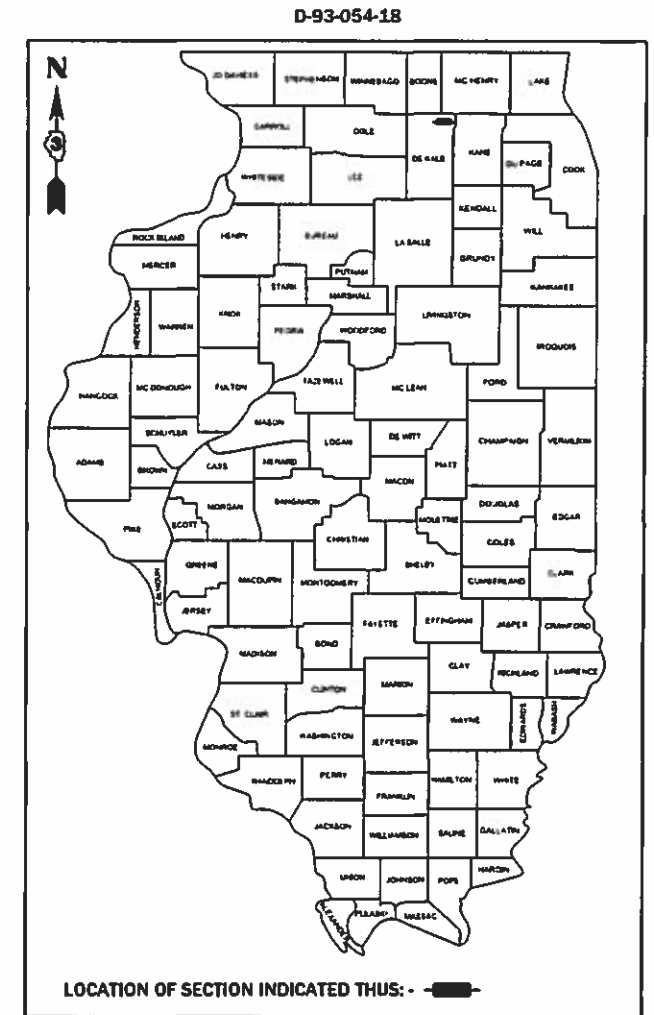 D-93-054-18
N
3
JO DAVIESS STEPHENSON WINNEBAGO BOONE MC HENRY LAKE
CARROLL OGLE DE KALB KANE DU PAGE COOK
WHITESIDE LEE
KENDALL
ROCK ISLAND HENRY BUREAU LA SALLE WILL
MERCER PUTNAM GRUNDY
STARK MARSHALL KANKAKEE
HENDERSON WARREN KNOX LIVINGSTON
PEORIA WOODFORD IROQUOIS
HANCOCK MC DONOUGH FULTON TAZEWELL MC LEAN FORD
MASON
SCHUYLER LOGAN DE WITT CHAMPAIGN VERMILION
ADAMS BROWN CASS MENARD PIATT
MACON
MORGAN SANGAMON DOUGLAS EDGAR
PIKE SCOTT CHRISTIAN MOULTRIE
COLES
CALHOUN GREENE MACOUPIN MONTGOMERY SHELBY CLARK
CUMBERLAND
JERSEY FAYETTE EFFINGHAM JASPER CRAWFORD
MADISON BOND
CLAY RICHLAND LAWRENCE
CLINTON MARION
ST. CLAIR WAYNE EDWARDS WABASH
MONROE WASHINGTON JEFFERSON
RANDOLPH PERRY HAMILTON WHITE
FRANKLIN
JACKSON WILLIAMSON SALINE GALLATIN
UNION JOHNSON POPE HARDIN
ALEXANDER PULASKI MASSAC
LOCATION OF SECTION INDICATED THUS: -